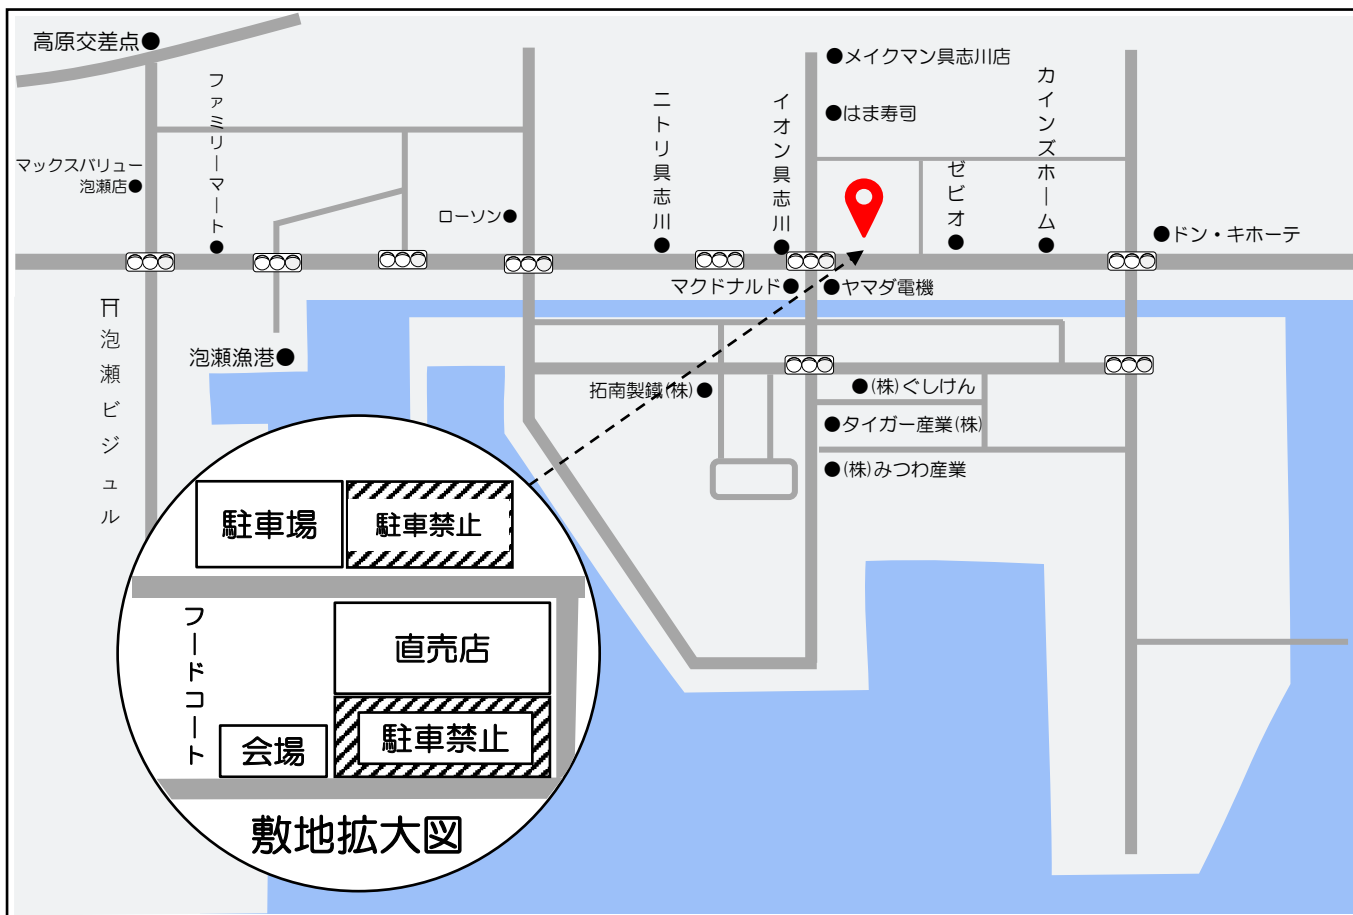 高原交差点
ファミリーマート
マックスバリュー
泡瀬店
ローソン
ニトリ具志川
イオン具志川
メイクマン具志川店
はま寿司
カインズホーム
ゼビオ
ドン・キホーテ
マクドナルド
ヤマダ電機
泡瀬ビジュル
泡瀬漁港
拓南製鐵(株)
(株)ぐしけん
タイガー産業(株)
(株)みつわ産業
駐車場
駐車禁止
フードコート
直売店
会場
駐車禁止
敷地拡大図